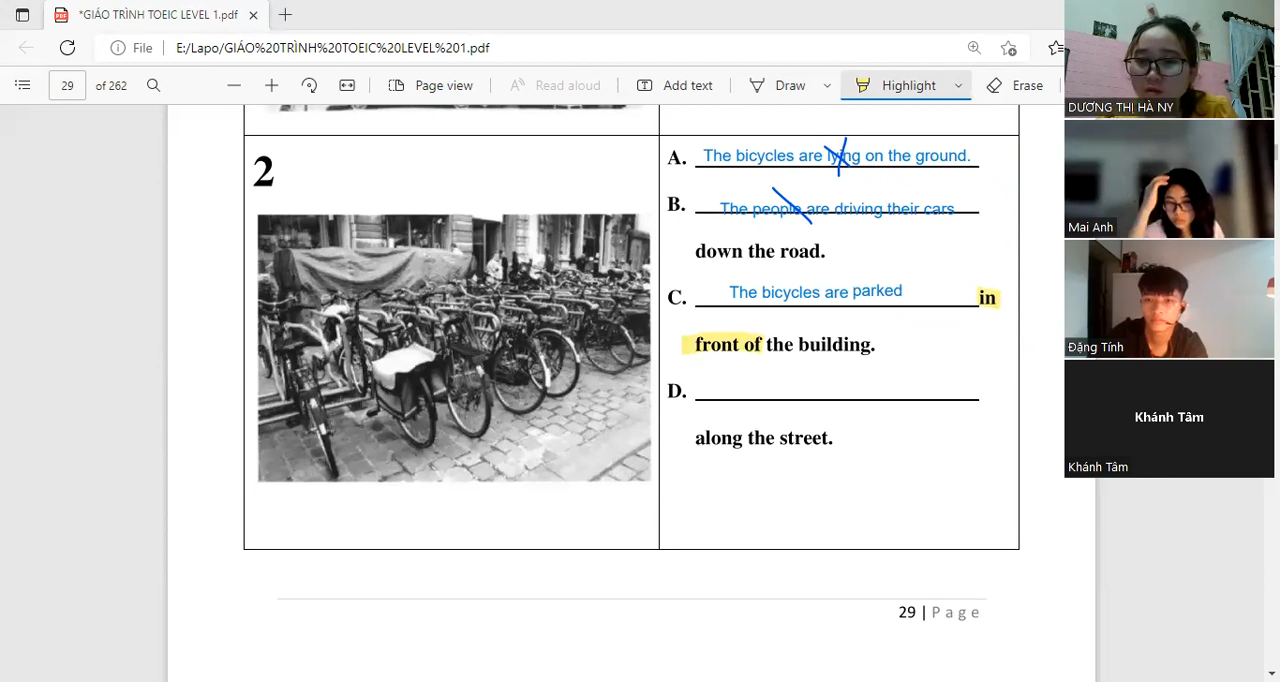 *GIÁO TRÌNH TOEIC LEVEL 1.pdf
File E:/Lapo/GIÁO%20TRÌNH%20TOEIC%20LEVEL%201.pdf
29 of 262 Page view Read aloud Add text Draw Highlight Erase
2
A. The bicycles are lying on the ground.
B. The people are driving their cars
down the road.
C. The bicycles are parked in
front of the building.
D.
along the street.
29 | Page
DƯƠNG THỊ HÀ NY
Mai Anh
Đặng Tính
Khánh Tâm
Khánh Tâm